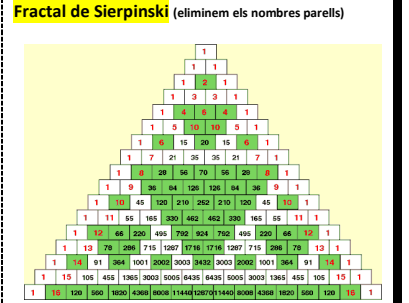 Fractal de Sierpinski (eliminem els nombres parells)
1
1 1
1 2 1
1 3 3 1
1 4 6 4 1
1 5 10 10 5 1
1 6 15 20 15 6 1
1 7 21 35 35 21 7 1
1 8 28 56 70 56 28 8 1
1 9 36 84 126 126 84 36 9 1
1 10 45 120 210 252 210 120 45 10 1
1 11 55 165 330 462 462 330 165 55 11 1
1 12 66 220 495 792 924 792 495 220 66 12 1
1 13 78 286 715 1287 1716 1716 1287 715 286 78 13 1
1 14 91 364 1001 2002 3003 3432 3003 2002 1001 364 91 14 1
1 15 105 455 1365 3003 5005 6435 6435 5005 3003 1365 455 105 15 1
1 16 120 560 1820 4368 8008 11440 12870 11440 8008 4368 1820 560 120 16 1